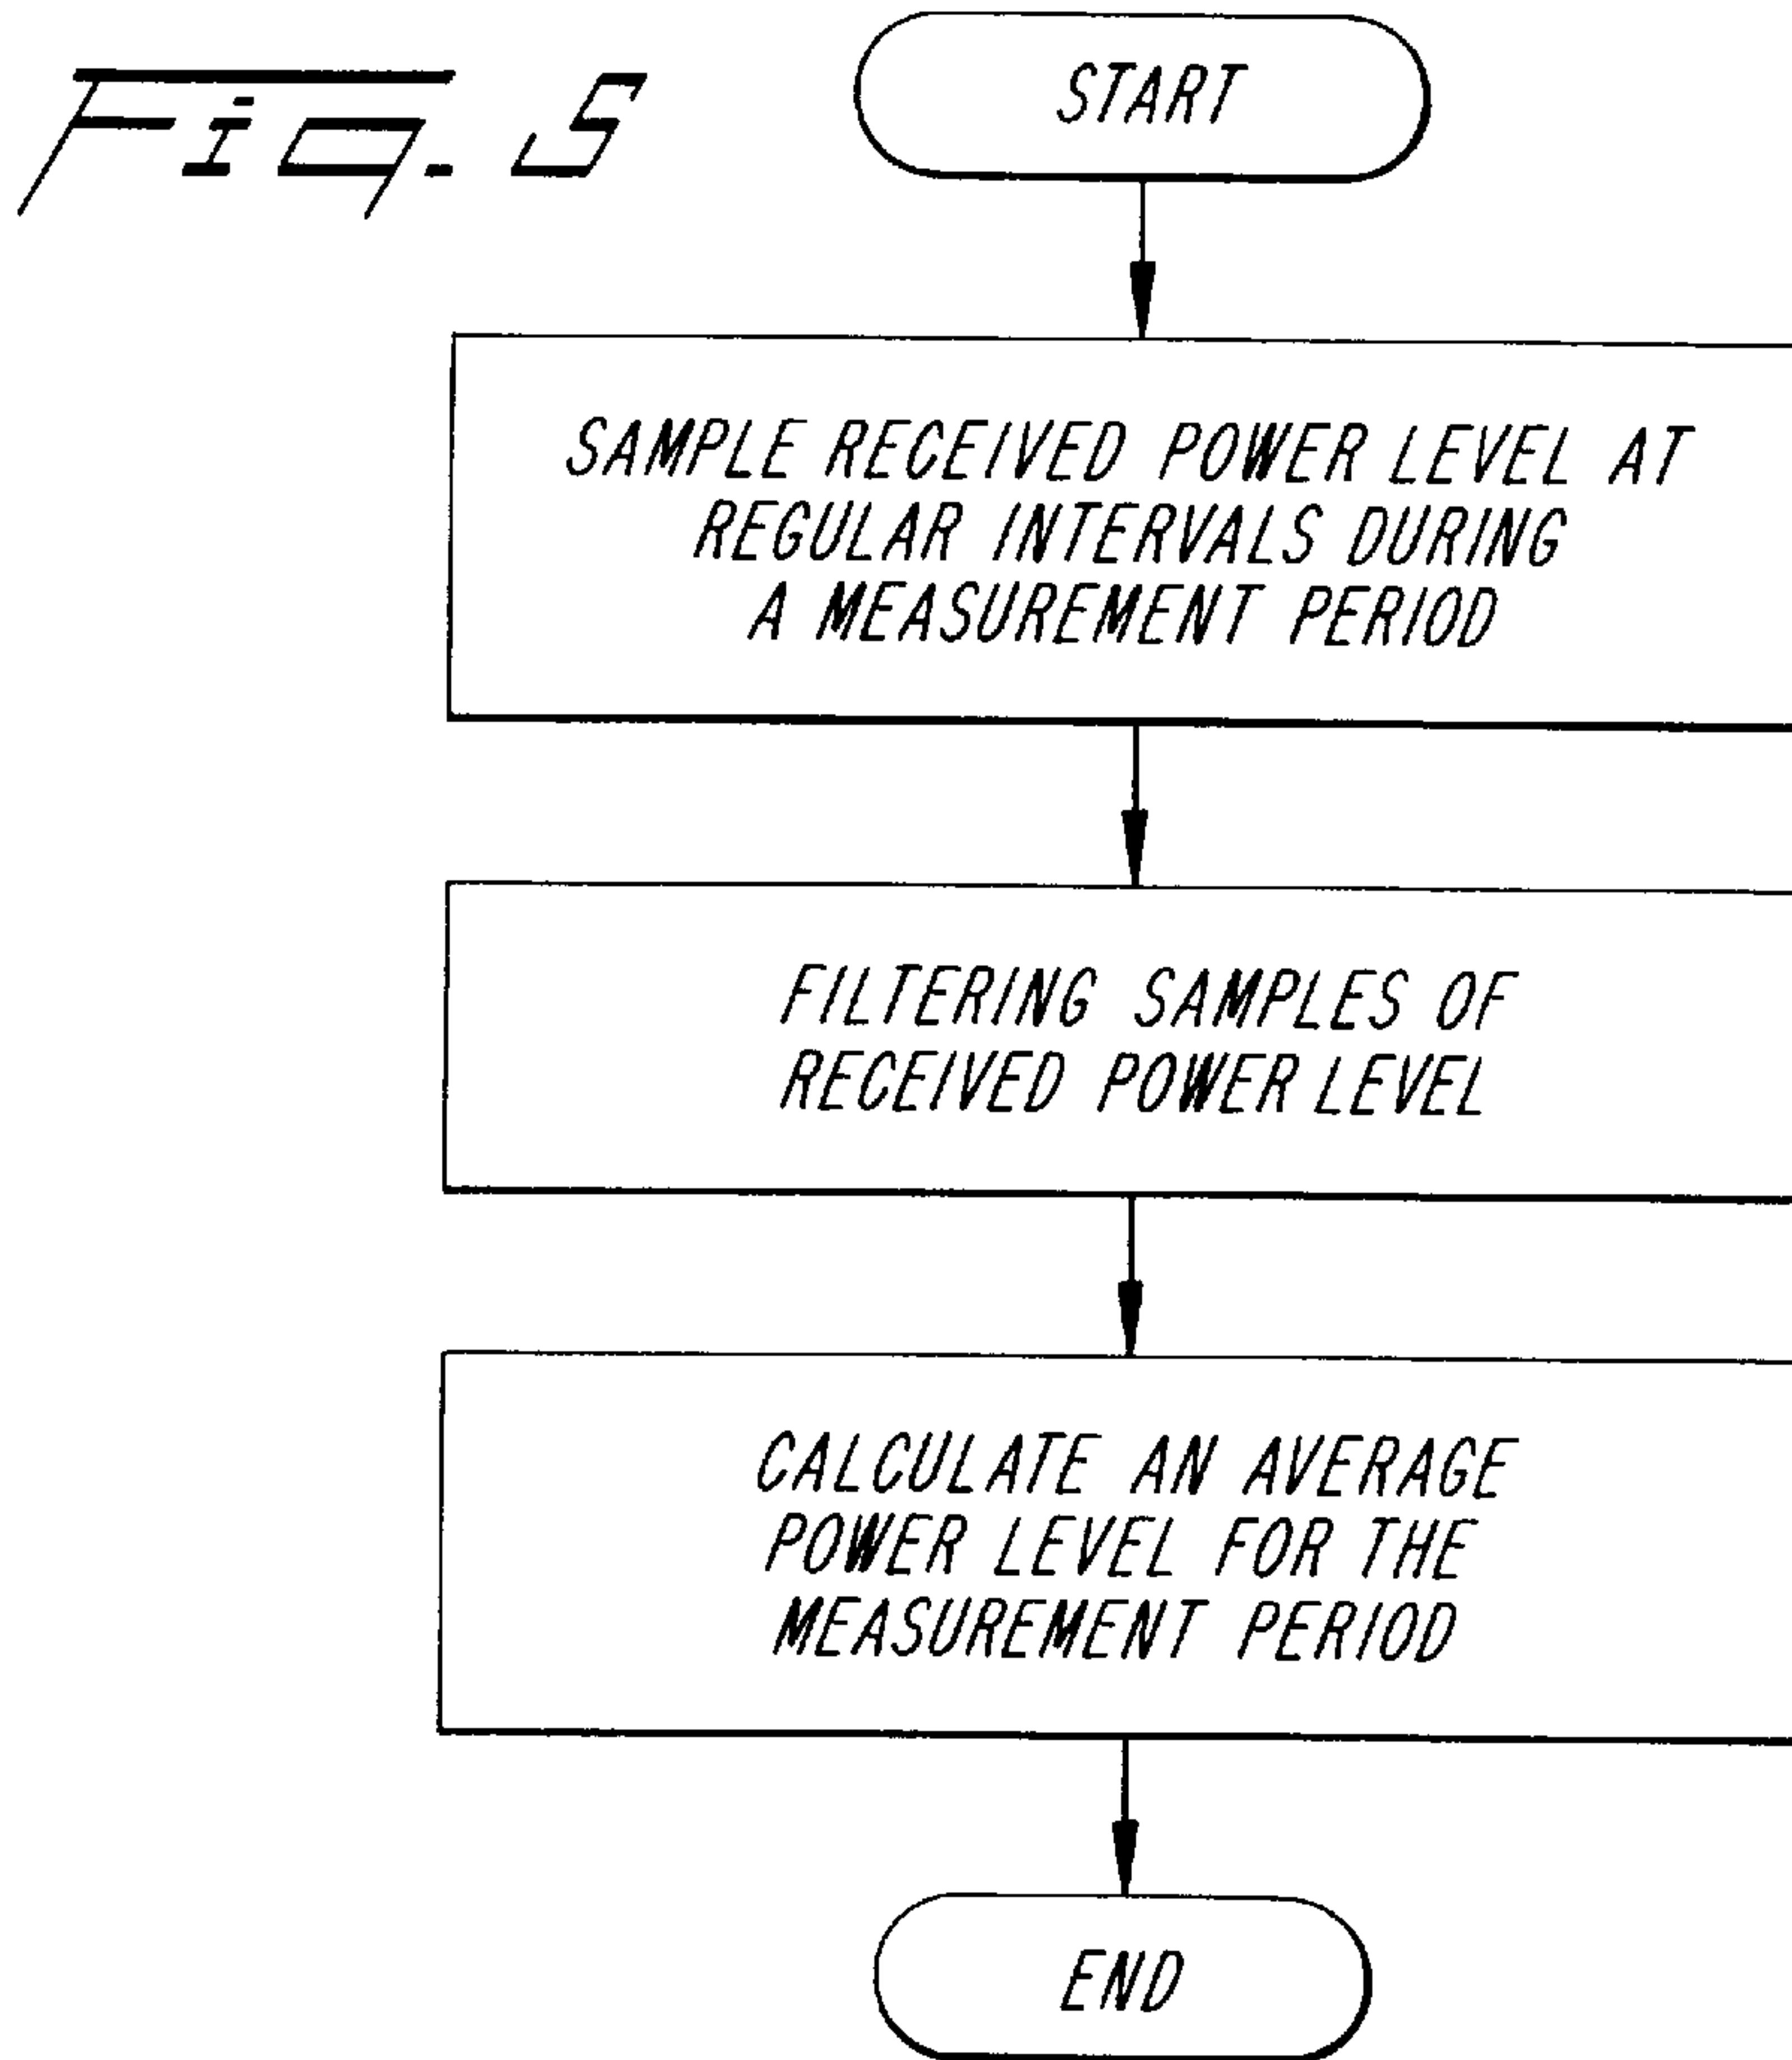 Fig. 5
START
SAMPLE RECEIVED POWER LEVEL AT
REGULAR INTERVALS DURING
A MEASUREMENT PERIOD
FILTERING SAMPLES OF
RECEIVED POWER LEVEL
CALCULATE AN AVERAGE
POWER LEVEL FOR THE
MEASUREMENT PERIOD
END